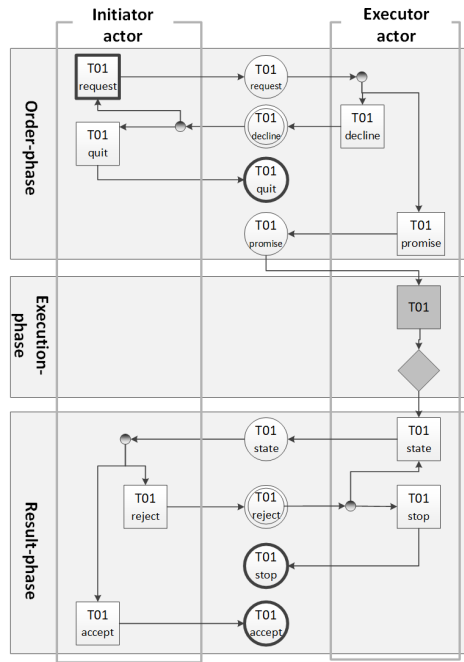 Initiator
actor
Executor
actor
Order-phase
T01
request
T01
request
T01
quit
T01
decline
T01
decline
T01
quit
T01
promise
T01
promise
Execution-
phase
T01
Result-phase
T01
state
T01
state
T01
reject
T01
reject
T01
stop
T01
stop
T01
accept
T01
accept